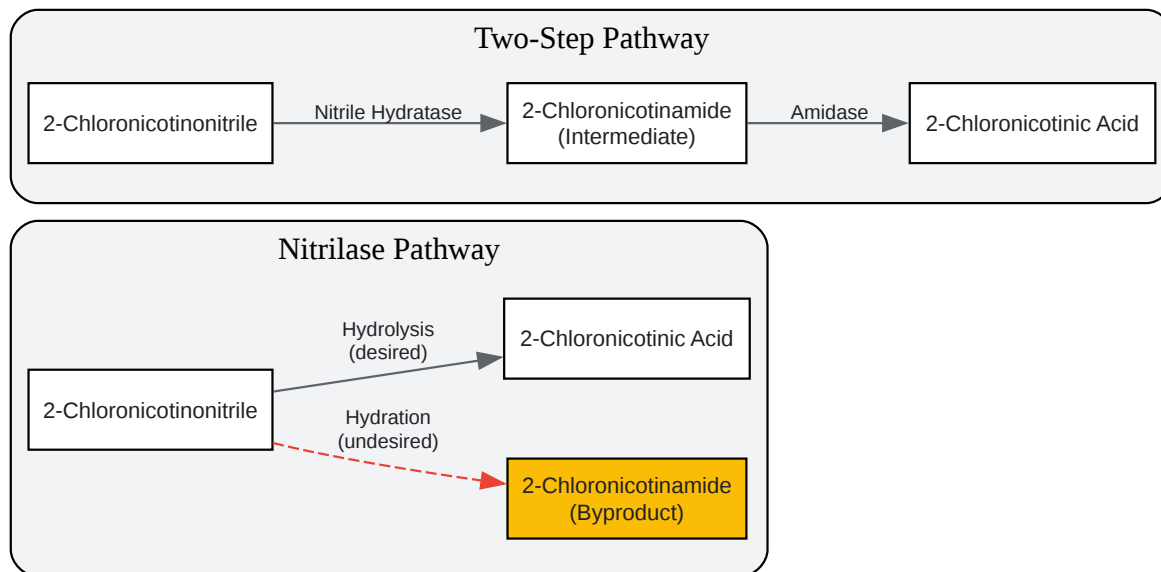 Two-Step Pathway
2-Chloronicotinonitrile
Nitrile Hydratase
2-Chloronicotinamide
(Intermediate)
Amidase
2-Chloronicotinic Acid
Nitrilase Pathway
2-Chloronicotinonitrile
Hydrolysis
(desired)
2-Chloronicotinic Acid
Hydration
(undesired)
2-Chloronicotinamide
(Byproduct)